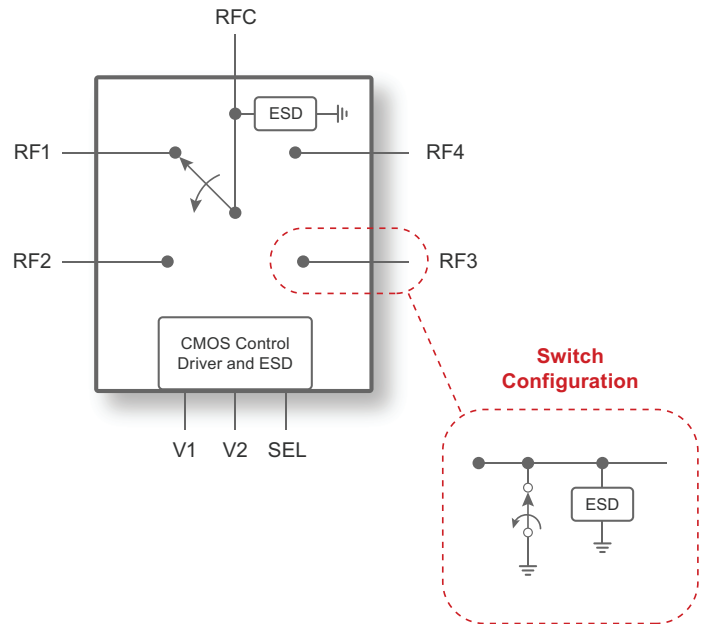 RFC
ESD
RF1
RF4
RF2
RF3
CMOS Control
Driver and ESD
V1 V2 SEL
Switch
Configuration
ESD